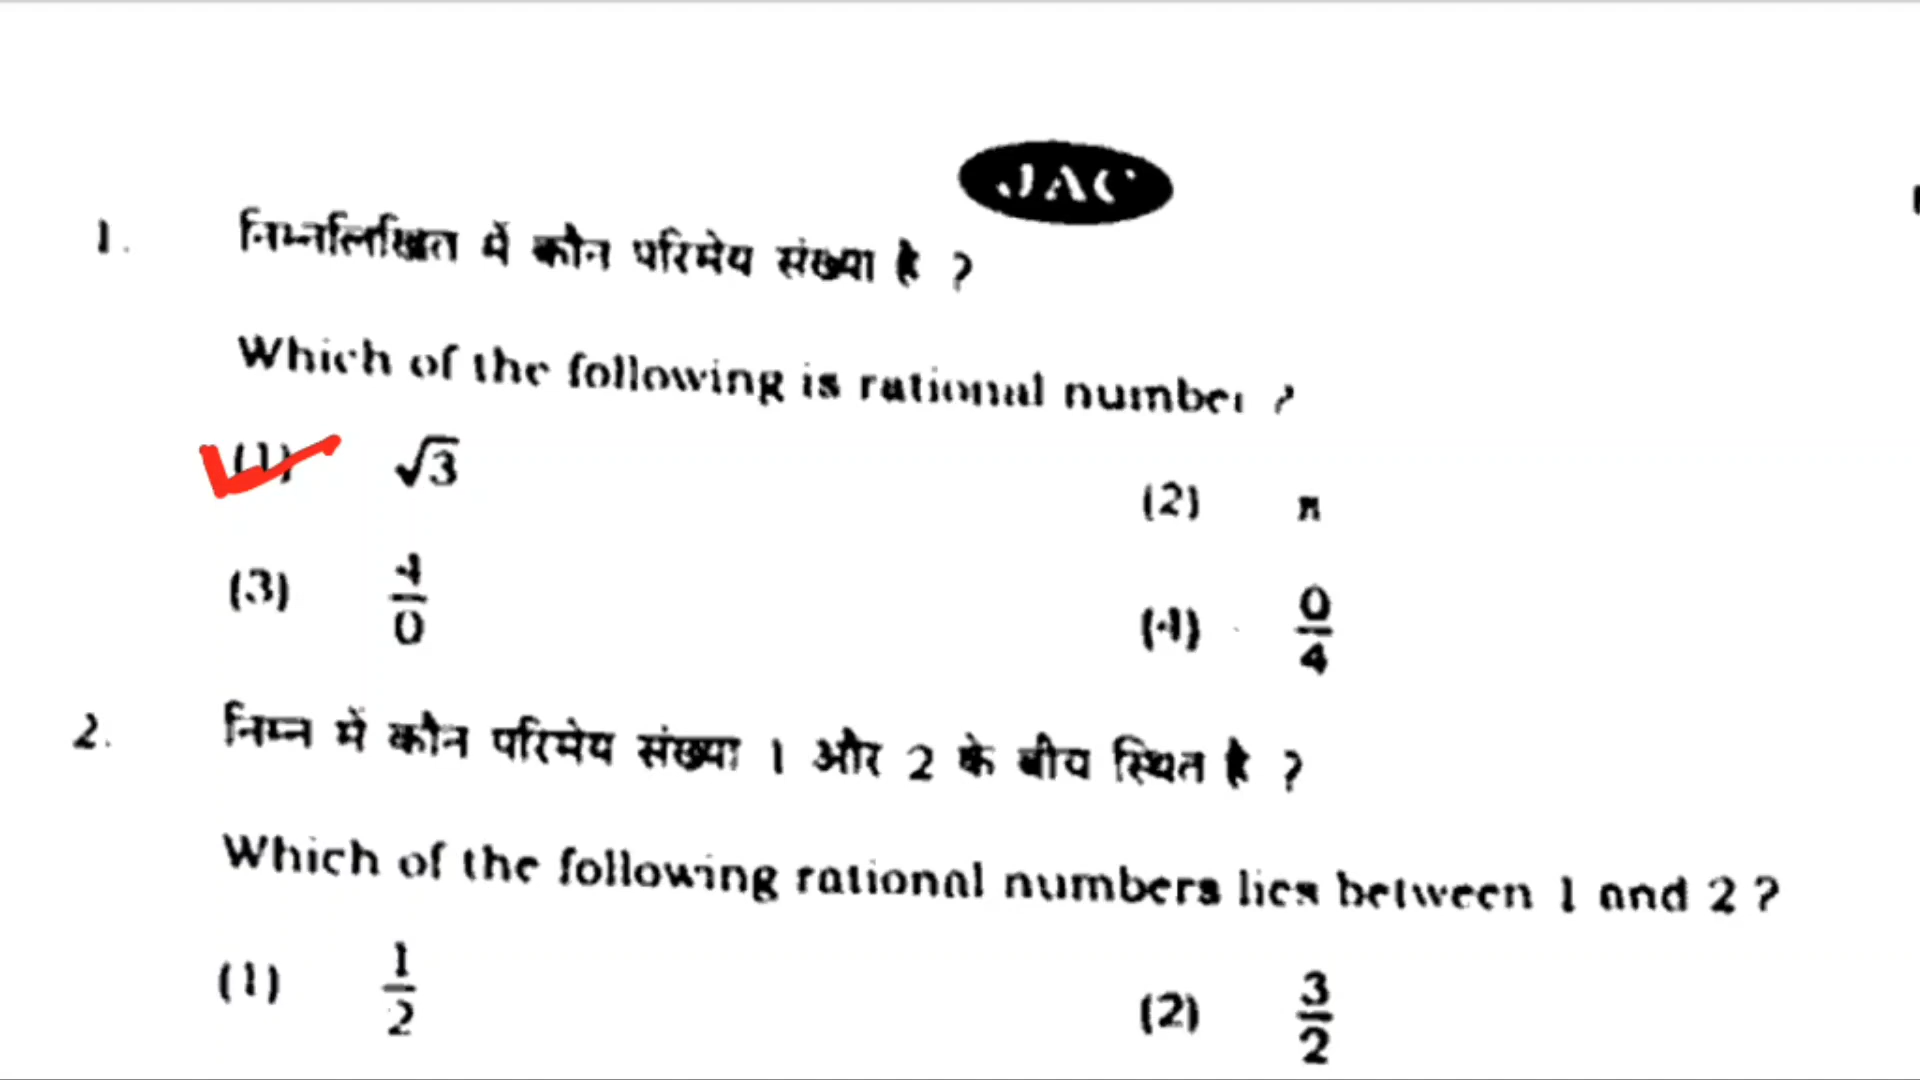 JAC
1. निम्नलिखित में कौन परिमेय संख्या है ?
Which of the following is rational number ?
(1) √3
(2) π
(3) 4/0
(4) 0/4
2. निम्न में कौन परिमेय संख्या 1 और 2 के बीच स्थित है ?
Which of the following rational numbers lies between 1 and 2 ?
(1) 1/2
(2) 3/2